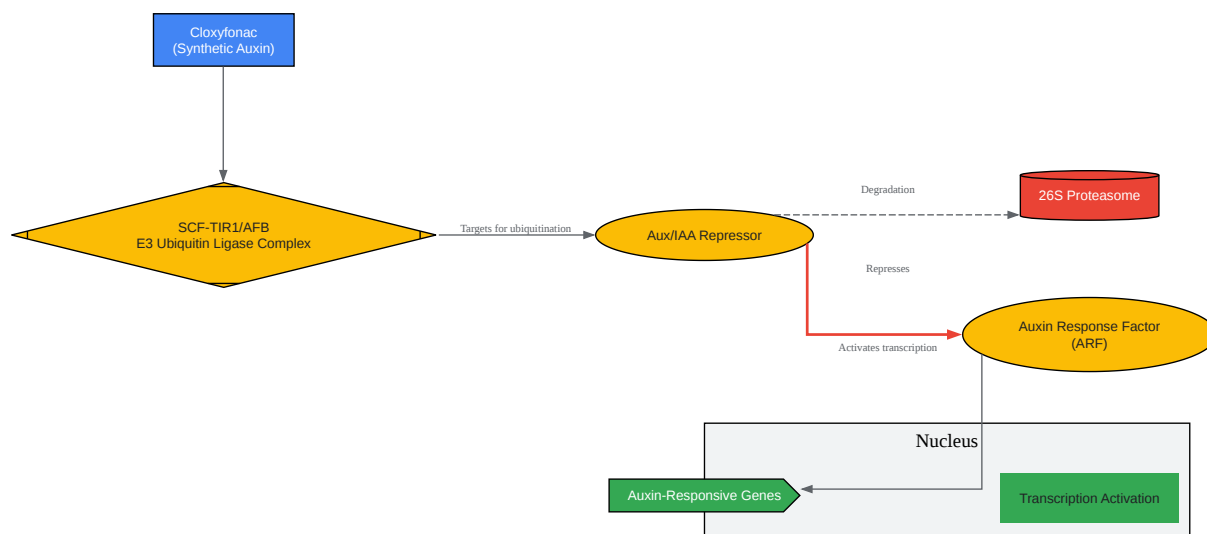 Cloxyfonac
(Synthetic Auxin)
Degradation
26S Proteasome
SCF-TIR1/AFB
E3 Ubiquitin Ligase Complex
Targets for ubiquitination
Aux/IAA Repressor
Represses
Auxin Response Factor
(ARF)
Activates transcription
Nucleus
Auxin-Responsive Genes
Transcription Activation